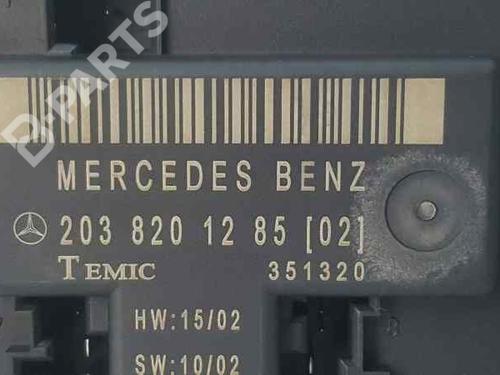 D-PARTS
MERCEDES BENZ
203 820 12 85 [02]
TEMIC 351320
HW:15/02
SW:10/02